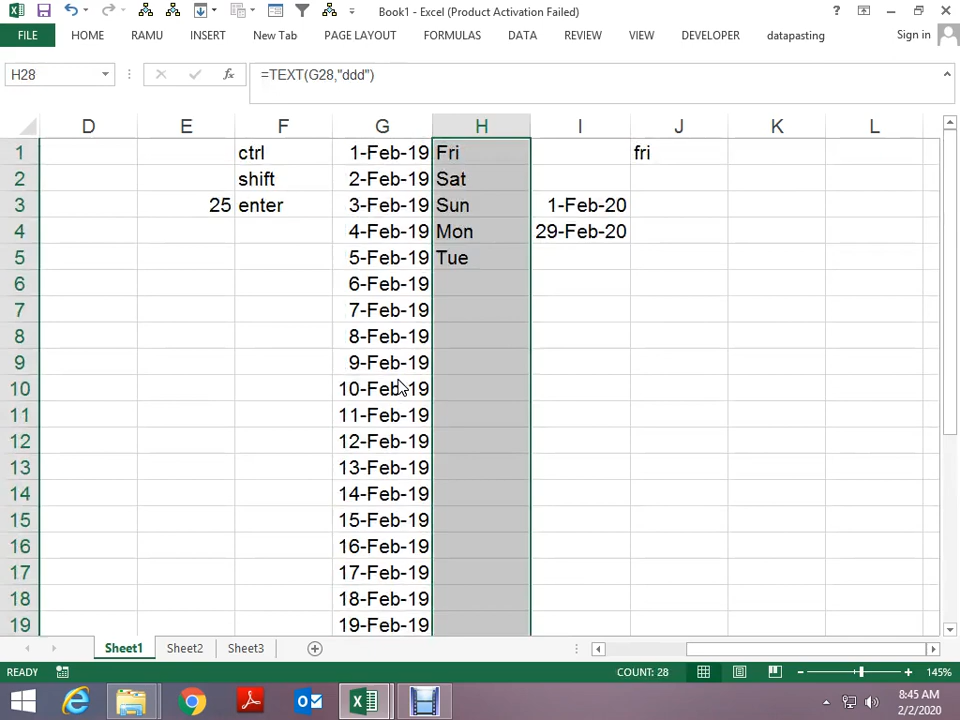 Book1 - Excel (Product Activation Failed)
?
FILE HOME RAMU INSERT New Tab PAGE LAYOUT FORMULAS DATA REVIEW VIEW DEVELOPER datapasting Sign in
H28 fx =TEXT(G28,"ddd")
D E F G H I J K L
1 ctrl 1-Feb-19 Fri fri
2 shift 2-Feb-19 Sat
3 25 enter 3-Feb-19 Sun 1-Feb-20
4 4-Feb-19 Mon 29-Feb-20
5 5-Feb-19 Tue
6 6-Feb-19
7 7-Feb-19
8 8-Feb-19
9 9-Feb-19
10 10-Feb-19
11 11-Feb-19
12 12-Feb-19
13 13-Feb-19
14 14-Feb-19
15 15-Feb-19
16 16-Feb-19
17 17-Feb-19
18 18-Feb-19
19 19-Feb-19
Sheet1 Sheet2 Sheet3
READY COUNT: 28 145%
8:45 AM
2/2/2020